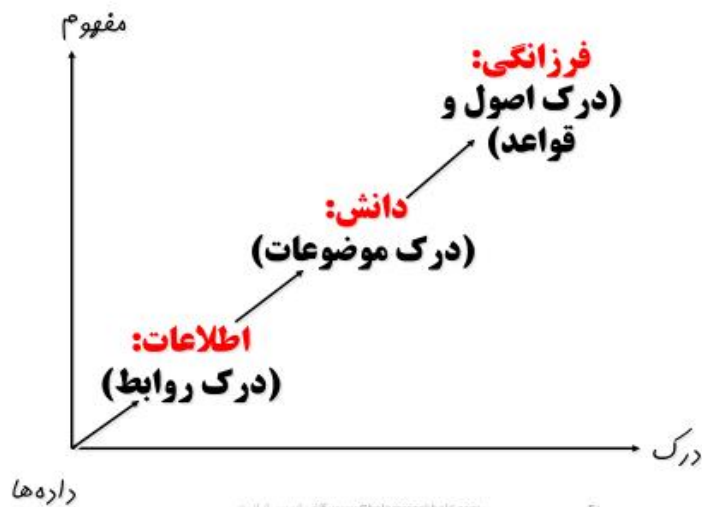 مفهوم
فرزانگی:
(درک اصول و
قواعد)
دانش:
(درک موضوعات)
اطلاعات:
(درک روابط)
درک
داده‌ها